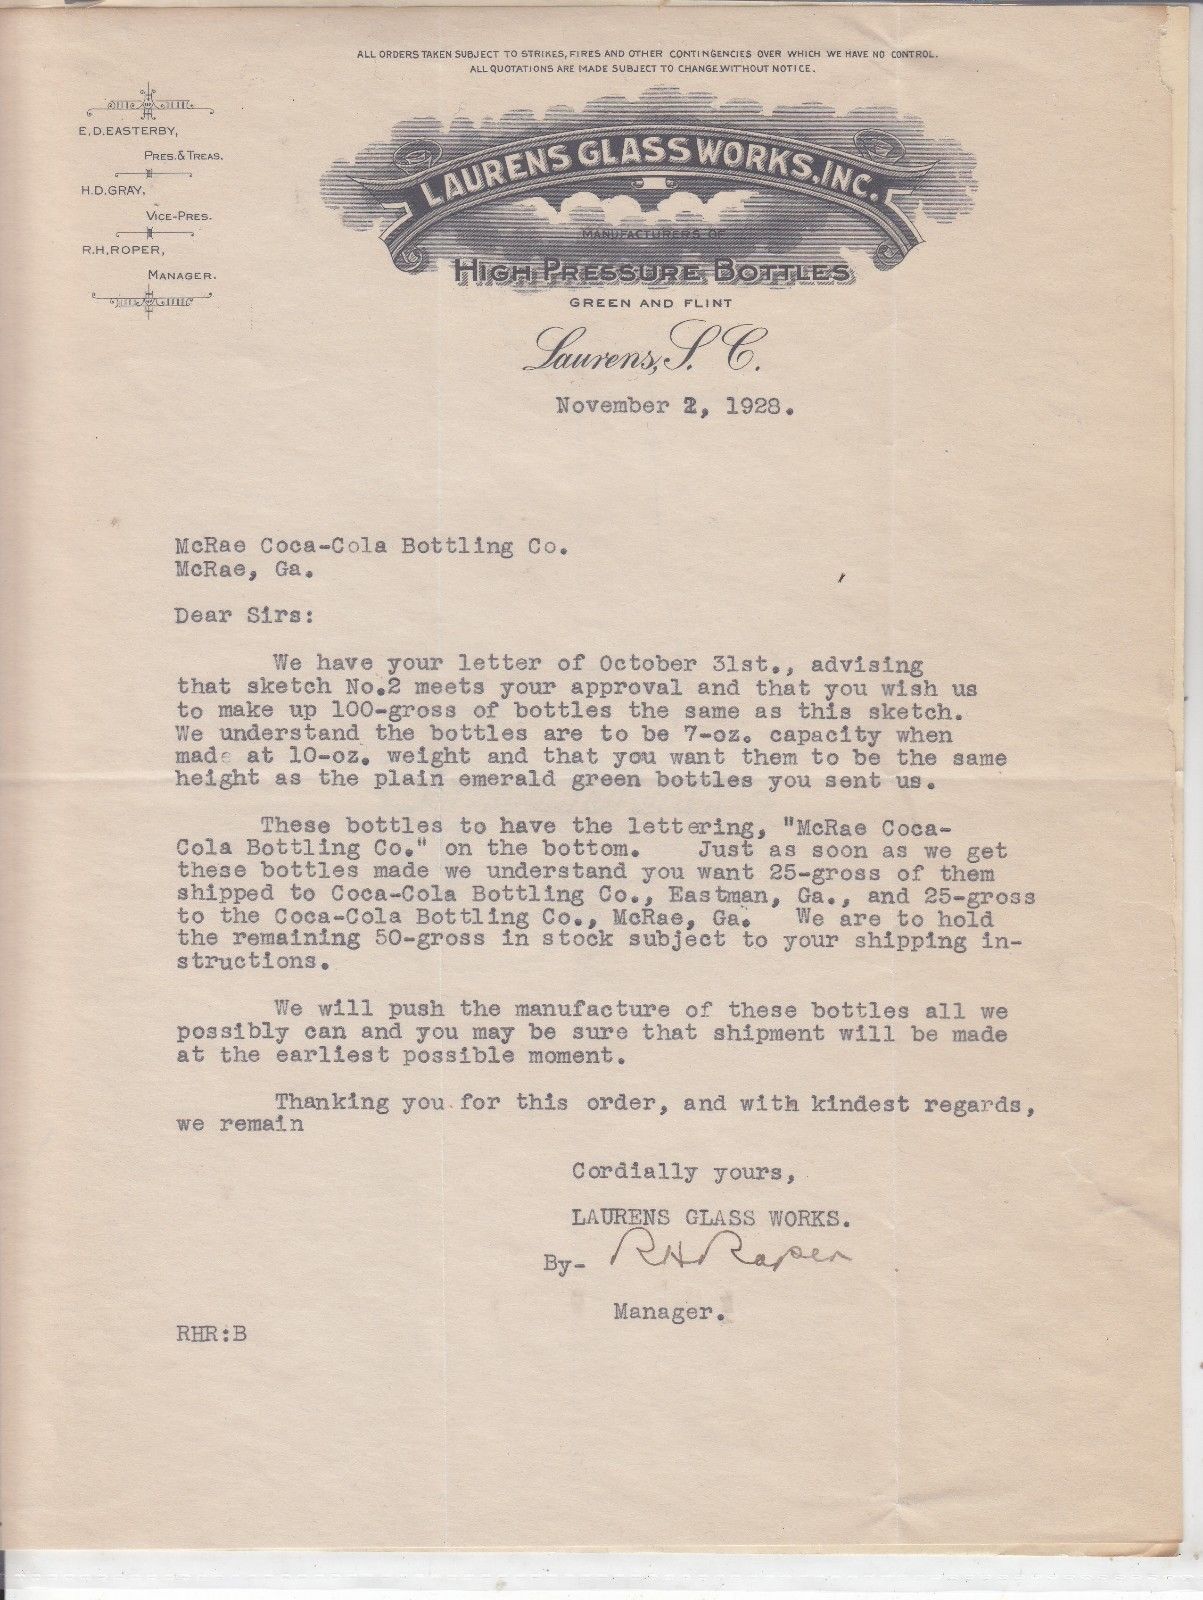 ALL ORDERS TAKEN SUBJECT TO STRIKES, FIRES AND OTHER CONTINGENCIES OVER WHICH WE HAVE NO CONTROL.
ALL QUOTATIONS ARE MADE SUBJECT TO CHANGE WITHOUT NOTICE.
E.D. EASTERBY,
PRES. & TREAS.
H.D. GRAY,
VICE-PRES.
R.H. ROPER,
MANAGER.
LAURENS GLASS WORKS, INC.
MANUFACTURERS OF
HIGH PRESSURE BOTTLES
GREEN AND FLINT
Laurens, S. C.
November 2, 1928.
McRae Coca-Cola Bottling Co.
McRae, Ga.
Dear Sirs:
We have your letter of October 31st., advising
that sketch No.2 meets your approval and that you wish us
to make up 100-gross of bottles the same as this sketch.
We understand the bottles are to be 7-oz. capacity when
made at 10-oz. weight and that you want them to be the same
height as the plain emerald green bottles you sent us.
These bottles to have the lettering, "McRae Coca-
Cola Bottling Co." on the bottom. Just as soon as we get
these bottles made we understand you want 25-gross of them
shipped to Coca-Cola Bottling Co., Eastman, Ga., and 25-gross
to the Coca-Cola Bottling Co., McRae, Ga. We are to hold
the remaining 50-gross in stock subject to your shipping in-
structions.
We will push the manufacture of these bottles all we
possibly can and you may be sure that shipment will be made
at the earliest possible moment.
Thanking you for this order, and with kindest regards,
we remain
Cordially yours,
LAURENS GLASS WORKS.
By- RH Roper
Manager.
RHR:B